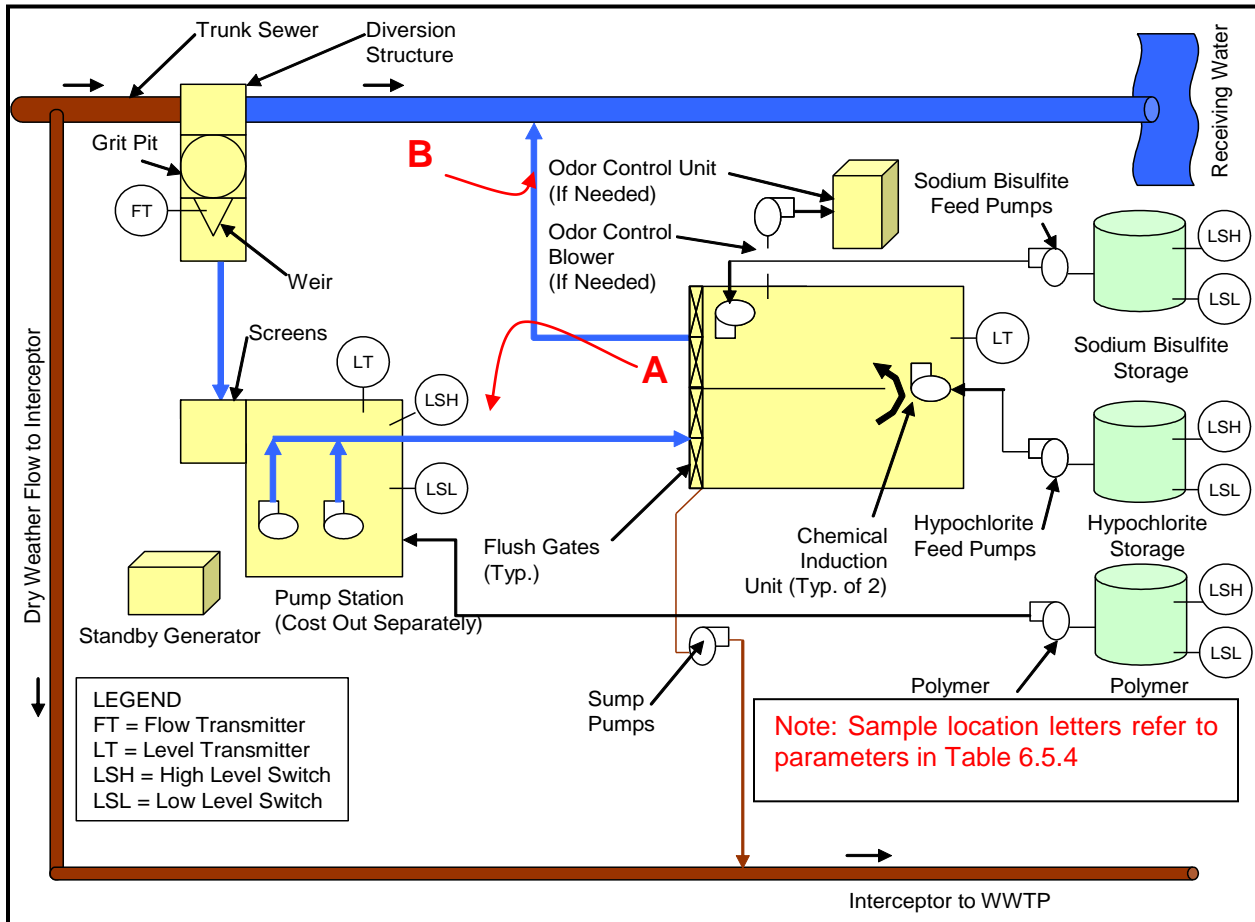 Trunk Sewer
Diversion
Structure
Grit Pit
FT
Weir
B
Odor Control Unit
(If Needed)
Odor Control
Blower
(If Needed)
Sodium Bisulfite
Feed Pumps
Receiving Water
LSH
LSL
Sodium Bisulfite
Storage
Screens
LT
LSH
LSL
A
LT
LSH
LSL
Hypochlorite
Storage
Hypochlorite
Feed Pumps
Chemical
Induction
Unit (Typ. of 2)
Flush Gates
(Typ.)
Dry Weather Flow to Interceptor
Pump Station
(Cost Out Separately)
Standby Generator
LSH
LSL
Polymer
Polymer
Sump
Pumps
LEGEND
FT = Flow Transmitter
LT = Level Transmitter
LSH = High Level Switch
LSL = Low Level Switch
Note: Sample location letters refer to
parameters in Table 6.5.4
Interceptor to WWTP